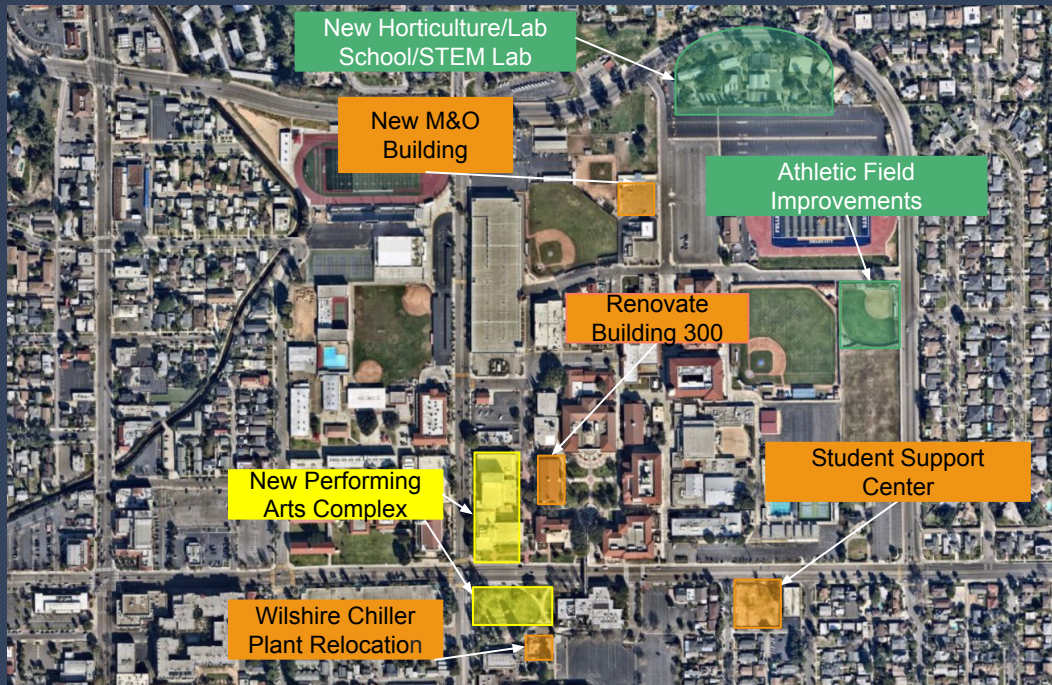 New Horticulture/Lab
School/STEM Lab
New M&O
Building
Athletic Field
Improvements
Renovate
Building 300
New Performing
Arts Complex
Student Support
Center
Wilshire Chiller
Plant Relocation